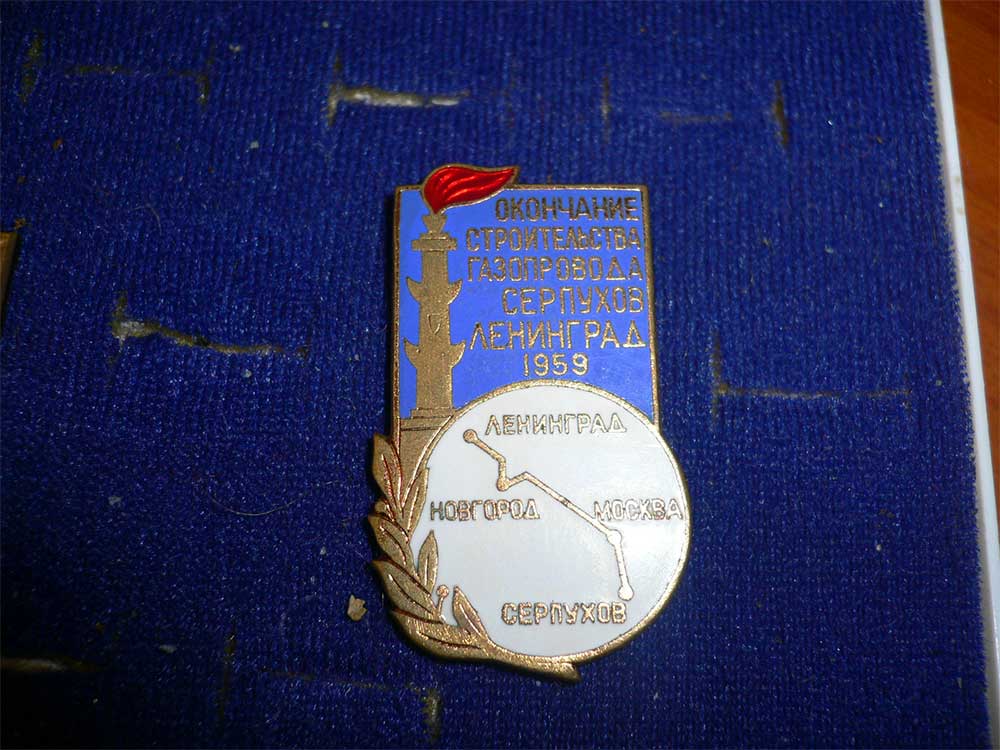 ОКОНЧАНИЕ
СТРОИТЕЛЬСТВА
ГАЗОПРОВОДА
СЕРПУХОВ
ЛЕНИНГРАД
1959
ЛЕНИНГРАД
НОВГОРОД МОСКВА
СЕРПУХОВ